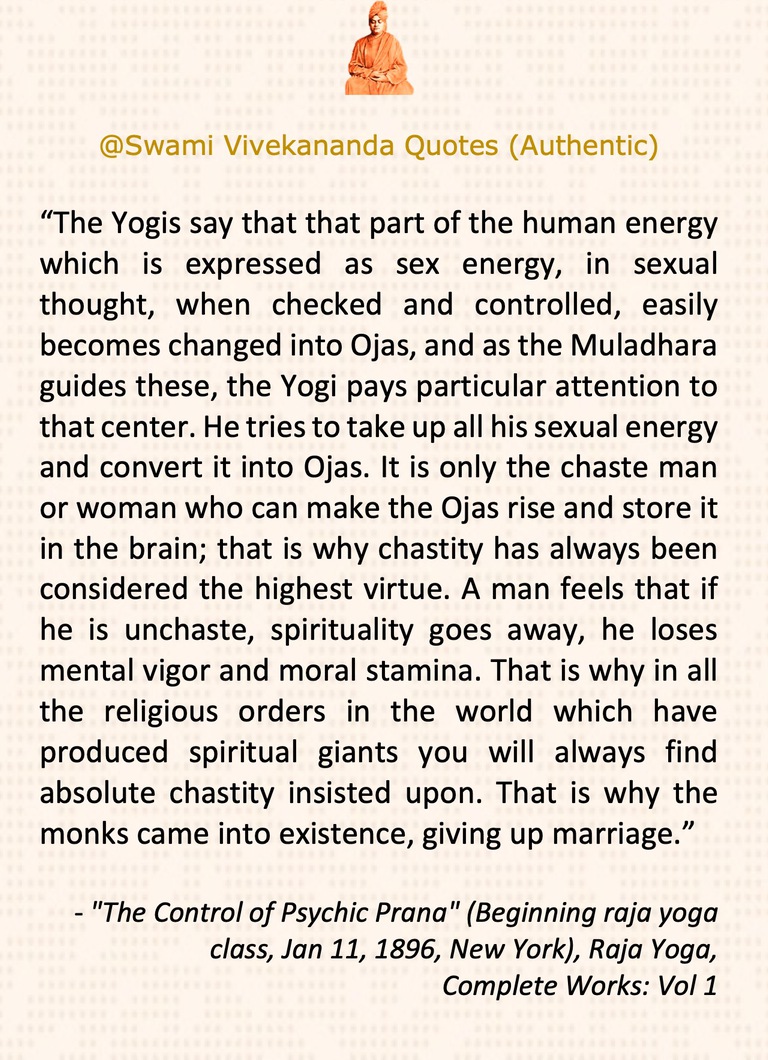 @Swami Vivekananda Quotes (Authentic)
“The Yogis say that that part of the human energy
which is expressed as sex energy, in sexual
thought, when checked and controlled, easily
becomes changed into Ojas, and as the Muladhara
guides these, the Yogi pays particular attention to
that center. He tries to take up all his sexual energy
and convert it into Ojas. It is only the chaste man
or woman who can make the Ojas rise and store it
in the brain; that is why chastity has always been
considered the highest virtue. A man feels that if
he is unchaste, spirituality goes away, he loses
mental vigor and moral stamina. That is why in all
the religious orders in the world which have
produced spiritual giants you will always find
absolute chastity insisted upon. That is why the
monks came into existence, giving up marriage.”
- "The Control of Psychic Prana" (Beginning raja yoga
class, Jan 11, 1896, New York), Raja Yoga,
Complete Works: Vol 1